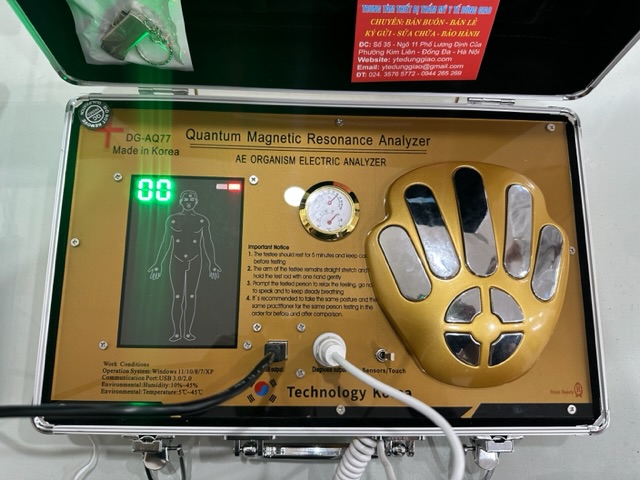 TRUNG TÂM THIẾT BỊ THẨM MỸ Y TẾ DŨNG GIAO
CHUYÊN: BÁN BUÔN - BÁN LẺ
KÝ GỬI - SỬA CHỮA - BẢO HÀNH
ĐC: Số 35 - Ngõ 11 Phố Lương Định Của
Phường Kim Liên - Đống Đa - Hà Nội
Website: ytedunggiao.com
Email: ytedunggiao@gmail.com
ĐT: 024. 3576 5772 - 0944 265 269
DG-AQ77
Made in Korea
Quantum Magnetic Resonance Analyzer
AE ORGANISM ELECTRIC ANALYZER
00
Important Notice
1. The testee should rest for 5 minutes and keep
before testing
2. The arm of the testee remains straight stretch and
hold the test rod with one hand gently
3. Prompt the tested person to relax the feeling,
to speak and to keep steady breathing
4. It's recommended to take the same posture and the
same practitioner for the same person testing in the
order for before and after comparison.
Work Conditions
Operation System:Windows 11/10/8/7/XP
Communication Port:USB 3.0/2.0
Environmental:Humidity:10%~45%
Environmental:Temperature:5℃~45℃
output
Diagnose output
Sensors/Touch
Technology Korea